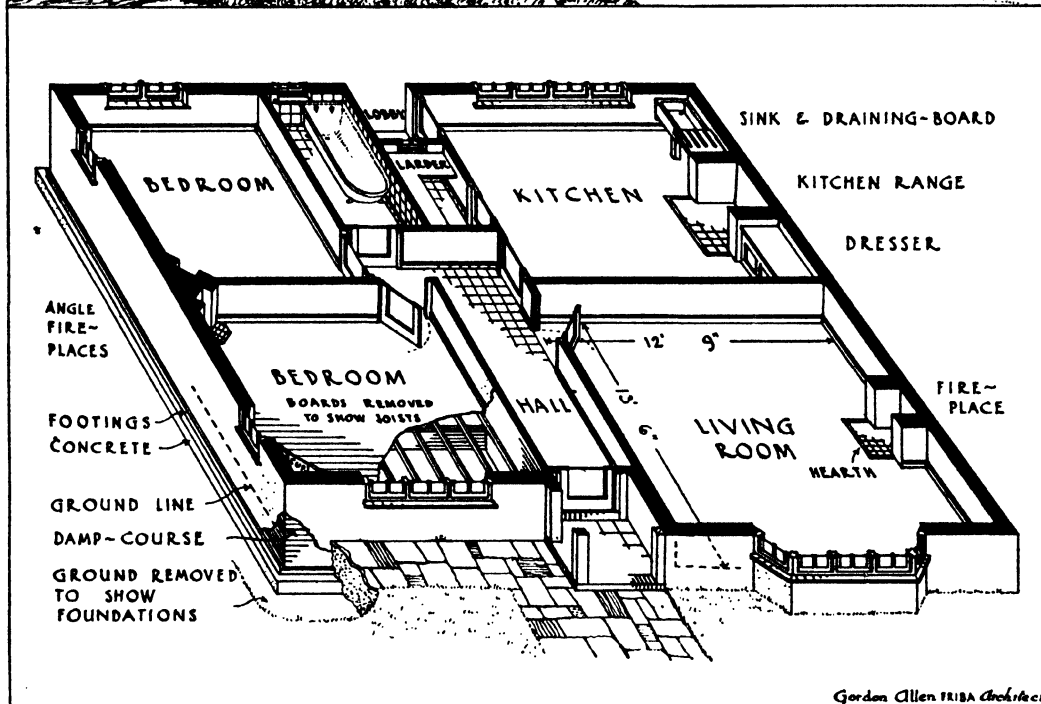 LOBBY
SINK & DRAINING-BOARD
LARDER
BEDROOM
KITCHEN
KITCHEN RANGE
DRESSER
ANGLE
FIRE-
PLACES
12' 9"
15' 6"
BEDROOM
BOARDS REMOVED
TO SHOW JOISTS
HALL
LIVING
ROOM
FIRE-
PLACE
HEARTH
FOOTINGS
CONCRETE
GROUND LINE
DAMP-COURSE
GROUND REMOVED
TO SHOW
FOUNDATIONS
Gordon Allen FRIBA Architect